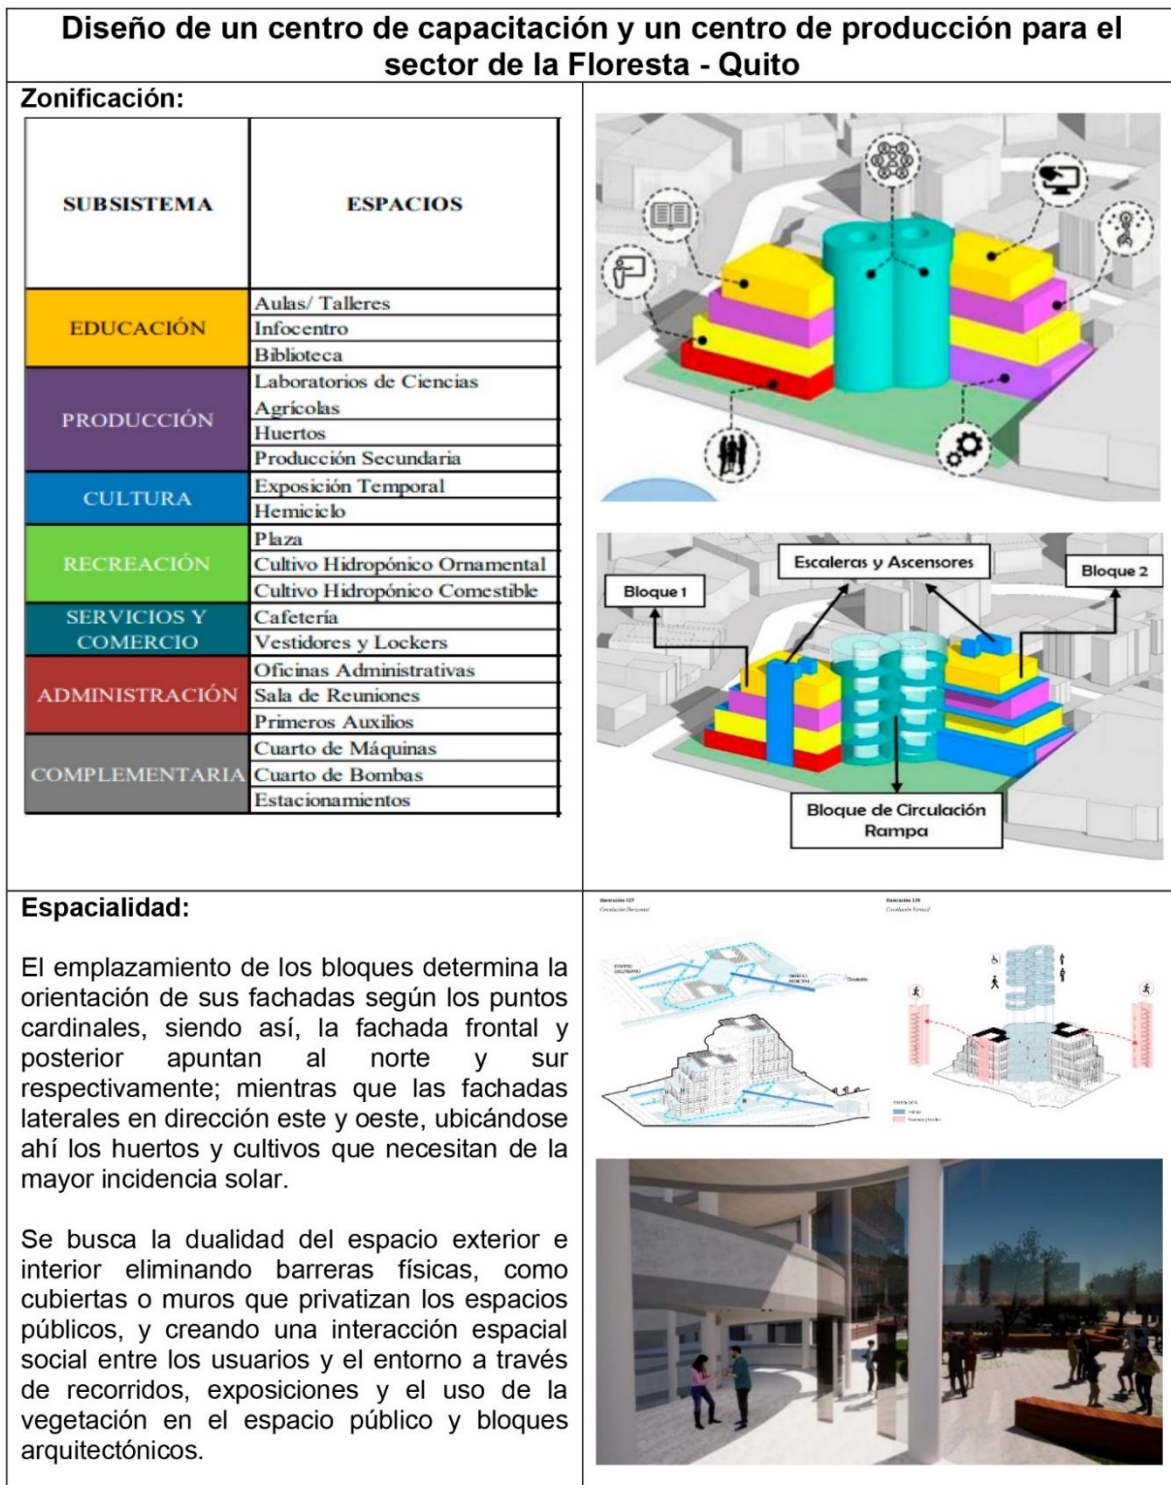 Diseño de un centro de capacitación y un centro de producción para el
sector de la Floresta - Quito
Zonificación:
SUBSISTEMA
ESPACIOS
EDUCACIÓN
Aulas/ Talleres
Infocentro
Biblioteca
PRODUCCIÓN
Laboratorios de Ciencias
Agrícolas
Huertos
Producción Secundaria
CULTURA
Exposición Temporal
Hemiciclo
RECREACIÓN
Plaza
Cultivo Hidropónico Ornamental
Cultivo Hidropónico Comestible
SERVICIOS Y
COMERCIO
Cafetería
Vestidores y Lockers
ADMINISTRACIÓN
Oficinas Administrativas
Sala de Reuniones
Primeros Auxilios
COMPLEMENTARIA
Cuarto de Máquinas
Cuarto de Bombas
Estacionamientos
Escaleras y Ascensores
Bloque 1
Bloque 2
Bloque de Circulación
Rampa
Espacialidad:
El emplazamiento de los bloques determina la
orientación de sus fachadas según los puntos
cardinales, siendo así, la fachada frontal y
posterior apuntan al norte y sur
respectivamente; mientras que las fachadas
laterales en dirección este y oeste, ubicándose
ahí los huertos y cultivos que necesitan de la
mayor incidencia solar.
Se busca la dualidad del espacio exterior e
interior eliminando barreras físicas, como
cubiertas o muros que privatizan los espacios
públicos, y creando una interacción espacial
social entre los usuarios y el entorno a través
de recorridos, exposiciones y el uso de la
vegetación en el espacio público y bloques
arquitectónicos.
Circulación Horizontal
Circulación Vertical